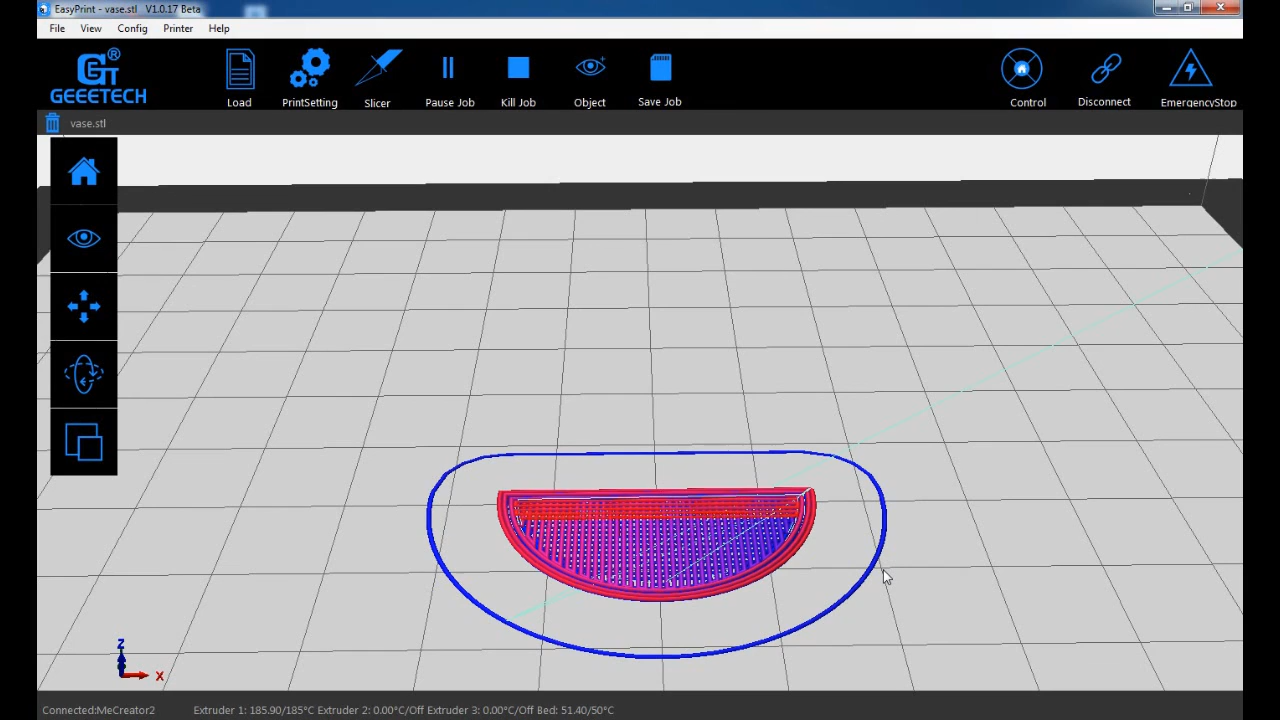 EasyPrint - vase.stl V1.0.17 Beta
File View Config Printer Help
GEEETECH®
Load PrintSetting Slicer Pause Job Kill Job Object Save Job Control Disconnect EmergencyStop
vase.stl
Z
X
Connected:MeCreator2 Extruder 1: 185.90/185°C Extruder 2: 0.00°C/Off Extruder 3: 0.00°C/Off Bed: 51.40/50°C